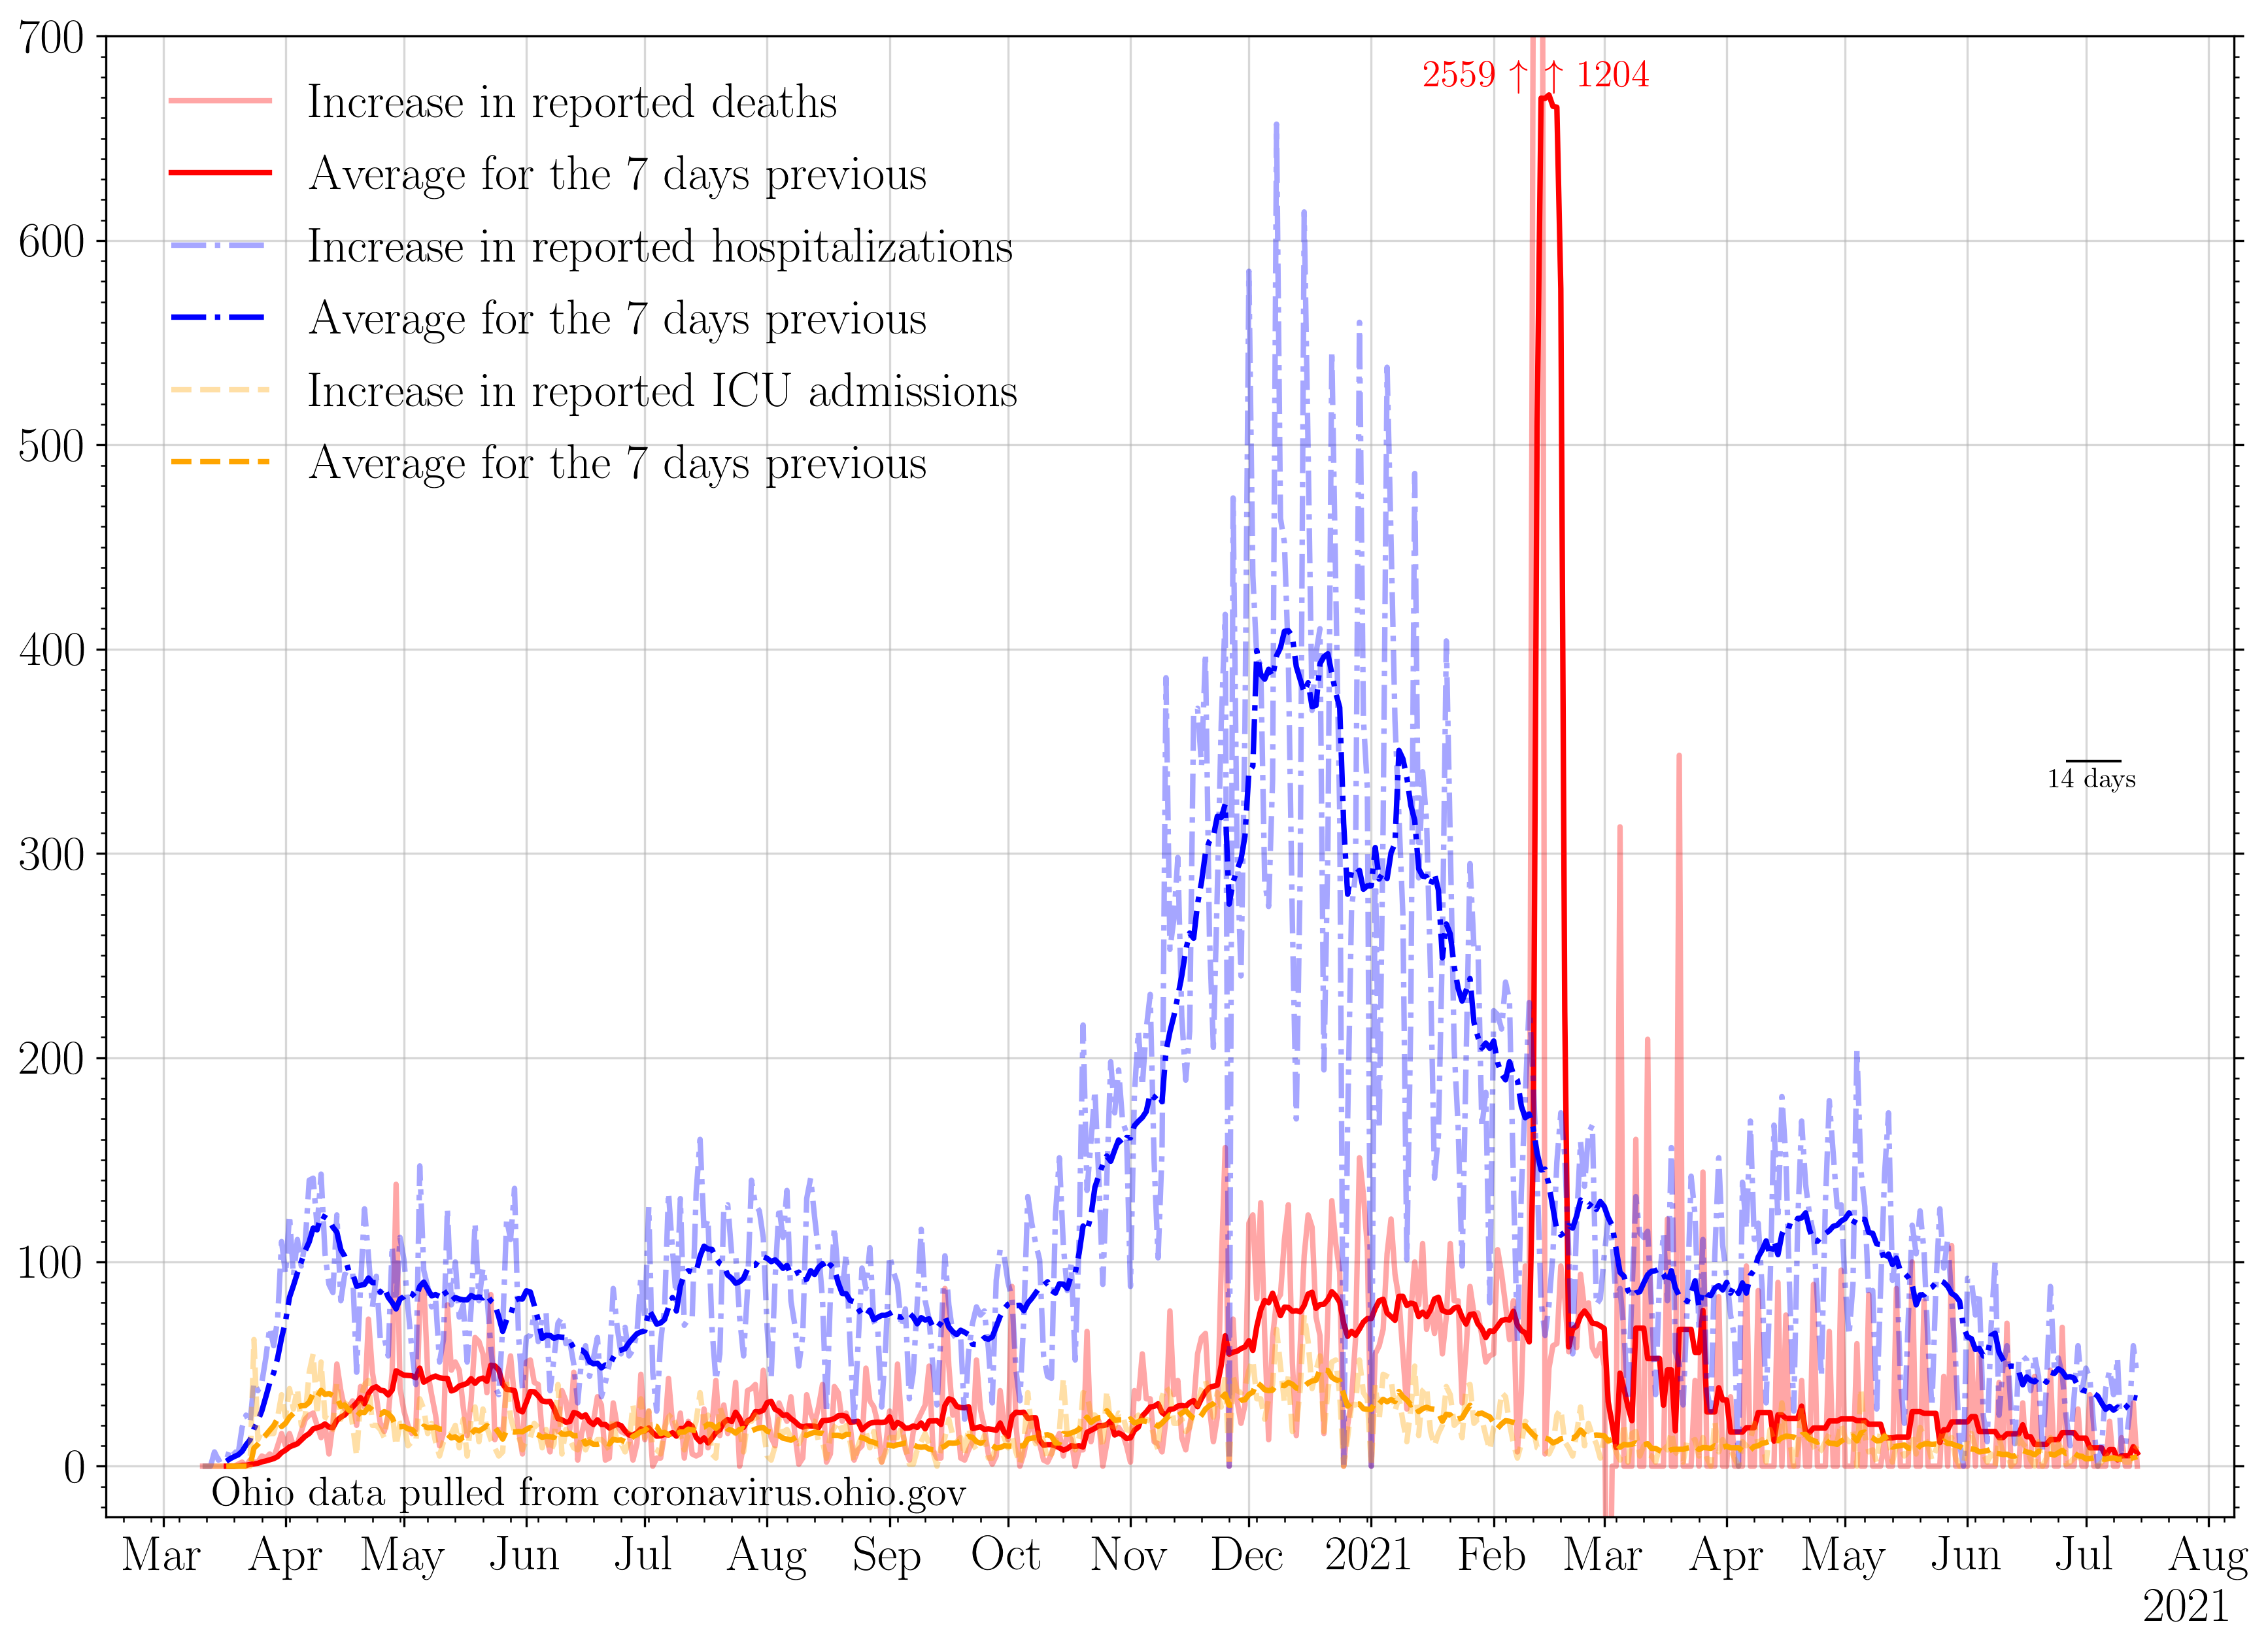 700
600
500
400
300
200
100
0
2559 ↑ ↑ 1204
Increase in reported deaths
Average for the 7 days previous
Increase in reported hospitalizations
Average for the 7 days previous
Increase in reported ICU admissions
Average for the 7 days previous
14 days
Ohio data pulled from coronavirus.ohio.gov
Mar Apr May Jun Jul Aug Sep Oct Nov Dec 2021 Feb Mar Apr May Jun Jul Aug
2021